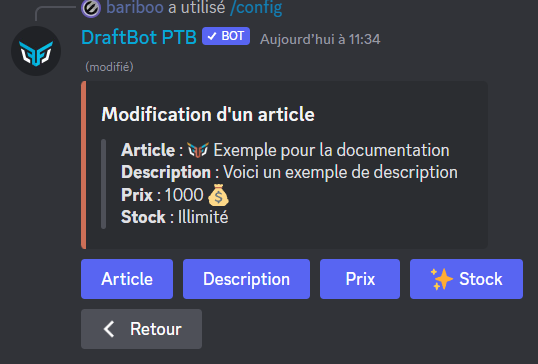 bariboo a utilisé /config
DraftBot PTB ✓ BOT Aujourd'hui à 11:34
(modifié)
Modification d'un article
Article : Exemple pour la documentation
Description : Voici un exemple de description
Prix : 1000 💰
Stock : Illimité
Article Description Prix ✨ Stock
Retour